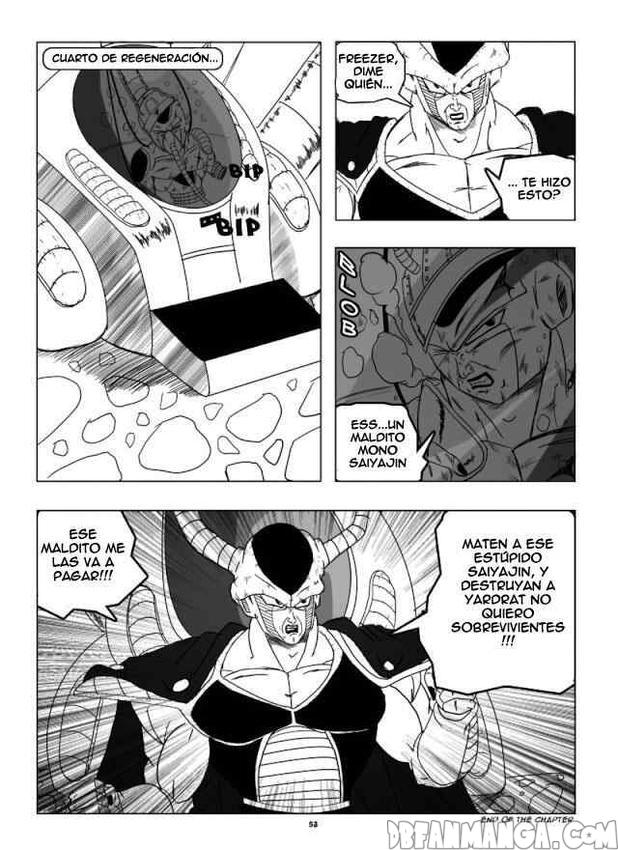 CUARTO DE REGENERACIÓN...
BIP
BIP
FREEZER,
DIME
QUIÉN...
... TE HIZO
ESTO?
BLOB
ESS...UN
MALDITO
MONO
SAIYAJIN
ESE
MALDITO ME
LAS VA A
PAGAR!!!
MATEN A ESE
ESTÚPIDO
SAIYAJIN, Y
DESTRUYAN A
YARDRAT NO
QUIERO
SOBREVIVIENTES
!!!
52
END OF THE CHAPTER
DBFANMANGA.COM